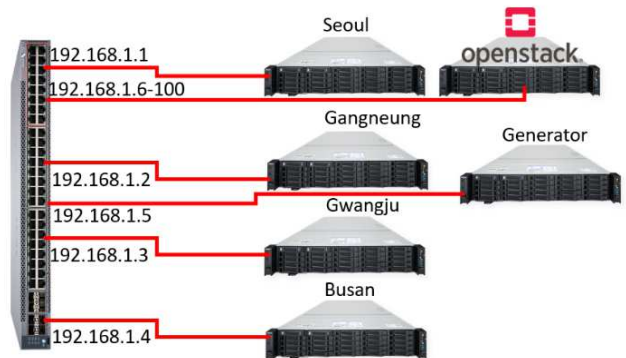 Seoul
openstack.
192.168.1.1
192.168.1.6-100
Gangneung
Generator
192.168.1.2
192.168.1.5
Gwangju
192.168.1.3
Busan
192.168.1.4